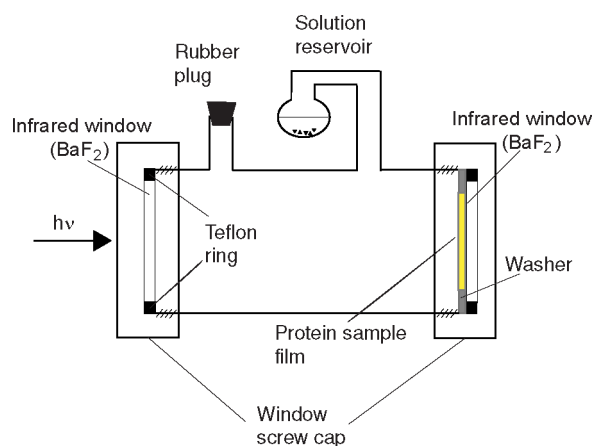 Solution
reservoir
Rubber
plug
Infrared window
(BaF₂)
Infrared window
(BaF₂)
hν
Teflon
ring
Washer
Protein sample
film
Window
screw cap